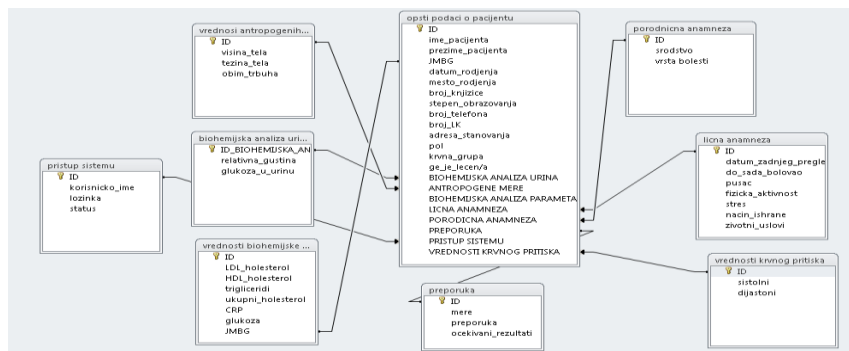 vrednosi antropogenih...
ID
visina_tela
tezina_tela
obim_trbuha
biohemijska analiza uri...
ID_BIOHEMIJSKA_AN
relativna_gustina
glukoza_u_urinu
pristup sistemu
ID
korisnicko_ime
lozinka
status
vrednosti biohemijske ...
ID
LDL_holesterol
HDL_holesterol
trigliceridi
ukupni_holesterol
CRP
glukoza
JMBG
opsti podaci o pacijentu
ID
ime_pacijenta
prezime_pacijenta
JMBG
datum_rodjenja
mesto_rodjenja
broj_knjizice
stepen_obrazovanja
broj_telefona
broj_LK
adresa_stanovanja
pol
krvna_grupa
ge_je_lecen/a
BIOHEMIJSKA ANALIZA URINA
ANTROPOGENE MERE
BIOHEMIJSKA ANALIZA PARAMETA
LICNA ANAMNEZA
PORODICNA ANAMNEZA
PREPORUKA
PRISTUP SISTEMU
VREDNOSTI KRVNOG PRITISKA
preporuka
ID
mere
preporuka
ocekivani_rezultati
porodnicna anamneza
ID
srodstvo
vrsta bolesti
licna anamneza
ID
datum_zadnjeg_pregle
do_sada_bolovao
pusac
fizicka_aktivnost
stres
nacin_ishrane
zivotni_uslovi
vrednosti krvnog pritiska
ID
sistolni
dijastoni